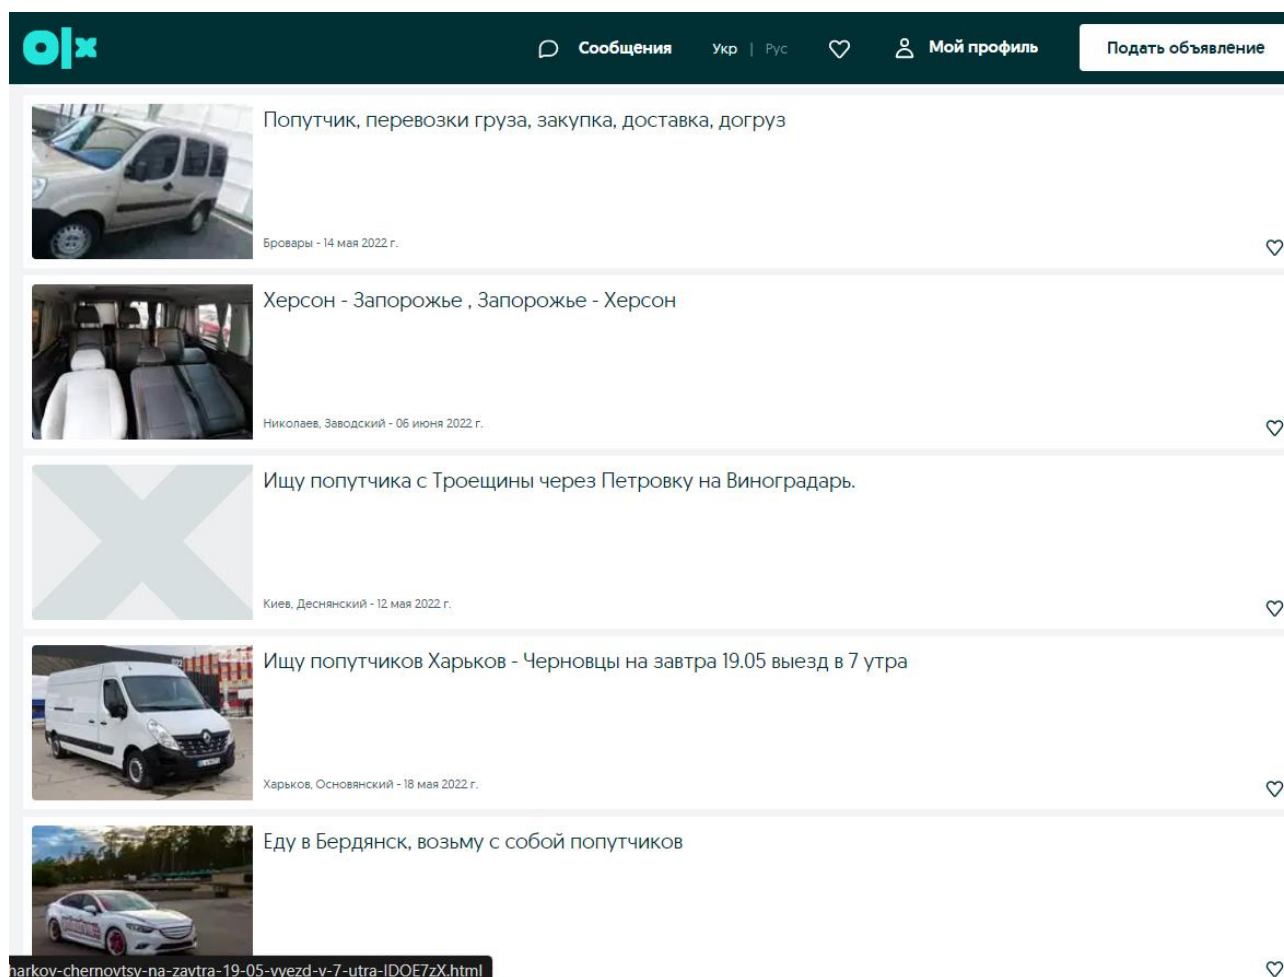 olx
Сообщения Укр | Рус Мой профиль Подать объявление
Попутчик, перевозки груза, закупка, доставка, догруз
Бровары - 14 мая 2022 г.
Херсон - Запорожье , Запорожье - Херсон
Николаев, Заводский - 06 июня 2022 г.
Ищу попутчика с Троещины через Петровку на Виноградарь.
Киев, Деснянский - 12 мая 2022 г.
Ищу попутчиков Харьков - Черновцы на завтра 19.05 выезд в 7 утра
Харьков, Основянский - 18 мая 2022 г.
Еду в Бердянск, возьму с собой попутчиков
harkov-chernovtsy-na-zavtra-19-05-vyezd-v-7-utra-IDOE7zX.html